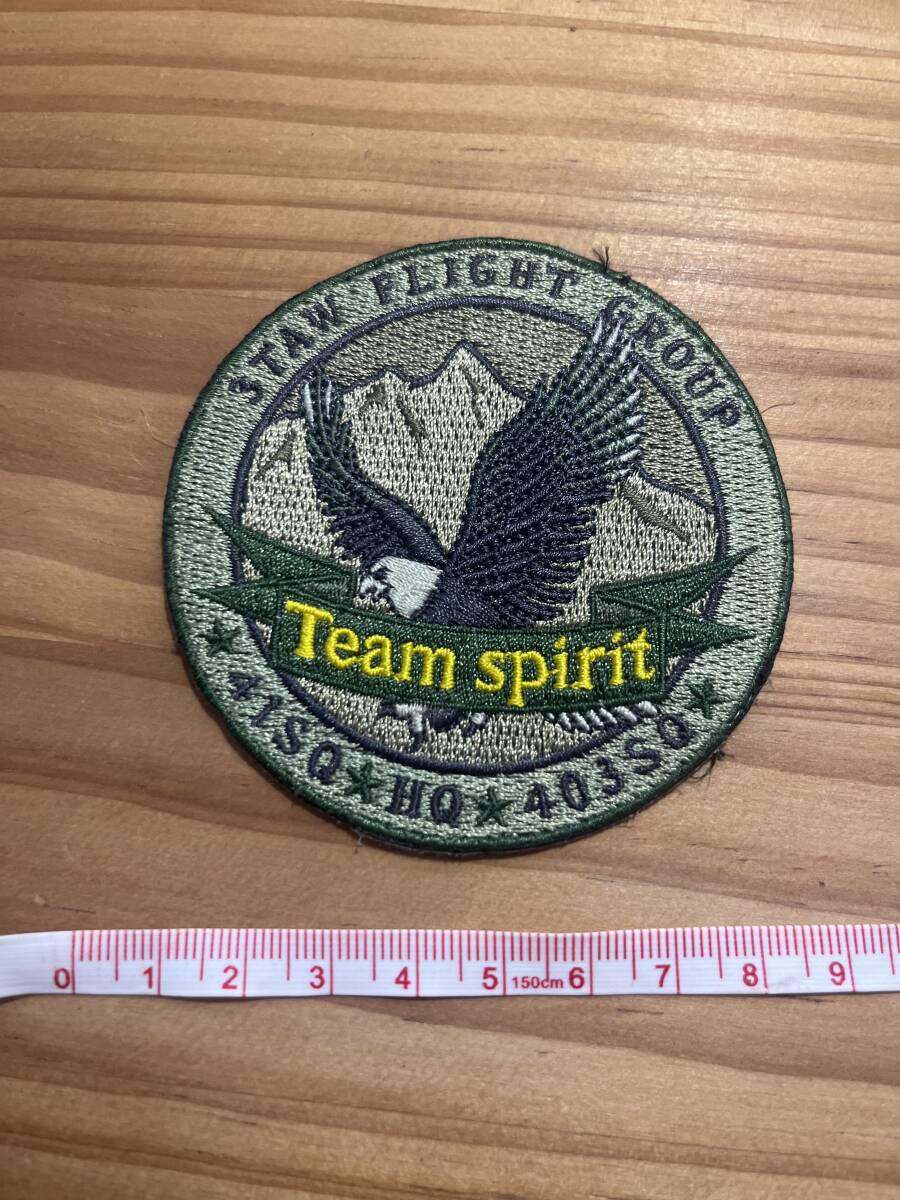 3TAW FLIGHT GROUP
Team spirit
★ 41SQ ★ HQ ★ 403SQ ★
0 1 2 3 4 5 150cm 6 7 8 9